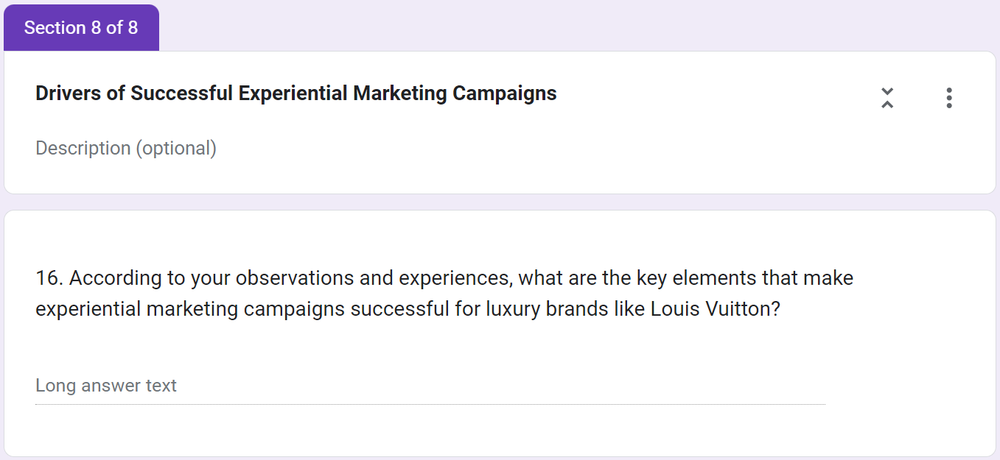 Section 8 of 8
Drivers of Successful Experiential Marketing Campaigns
Description (optional)
16. According to your observations and experiences, what are the key elements that make
experiential marketing campaigns successful for luxury brands like Louis Vuitton?
Long answer text